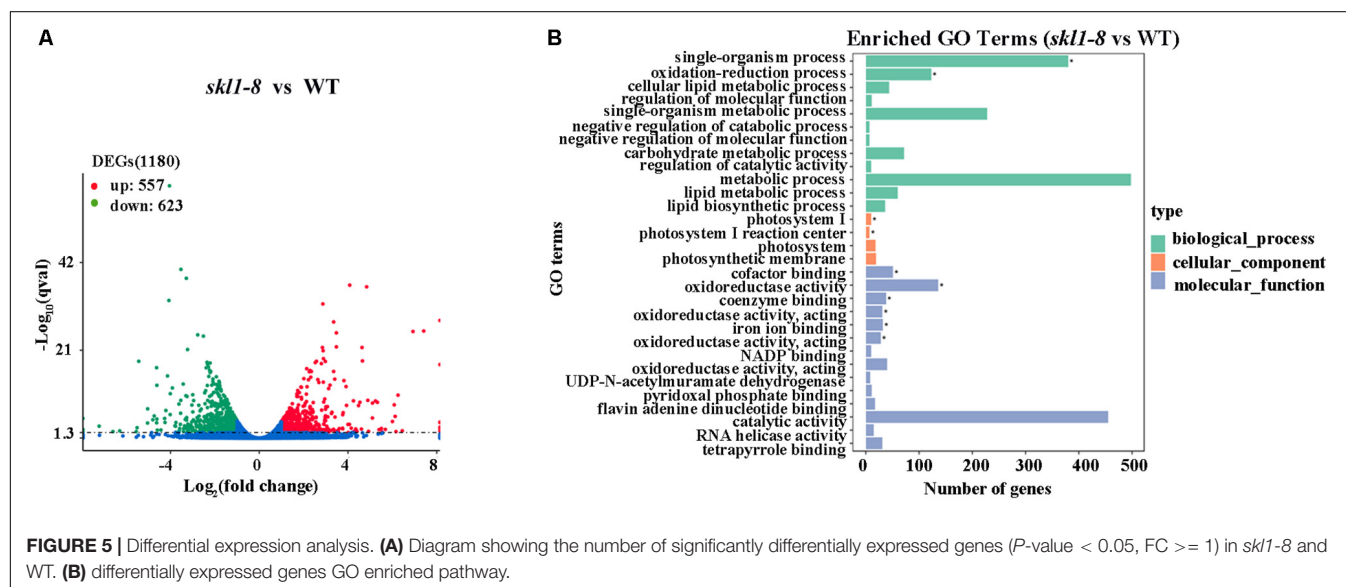 A
skl1-8 vs WT
DEGs(1180)
up: 557
down: 623
-Log10(qval)
42
21
1.3
-4
0
4
8
Log2(fold change)
B
Enriched GO Terms (skl1-8 vs WT)
GO terms
single-organism process
oxidation-reduction process
cellular lipid metabolic process
regulation of molecular function
single-organism metabolic process
negative regulation of catabolic process
negative regulation of molecular function
carbohydrate metabolic process
regulation of catalytic activity
metabolic process
lipid metabolic process
lipid biosynthetic process
photosystem I
photosystem I reaction center
photosystem
photosynthetic membrane
cofactor binding
oxidoreductase activity
coenzyme binding
oxidoreductase activity, acting
iron ion binding
oxidoreductase activity, acting
NADP binding
oxidoreductase activity, acting
UDP-N-acetylmuramate dehydrogenase
pyridoxal phosphate binding
flavin adenine dinucleotide binding
catalytic activity
RNA helicase activity
tetrapyrrole binding
0 100 200 300 400 500
Number of genes
type
biological_process
cellular_component
molecular_function
FIGURE 5 | Differential expression analysis. (A) Diagram showing the number of significantly differentially expressed genes (P-value < 0.05, FC >= 1) in skl1-8 and
WT. (B) differentially expressed genes GO enriched pathway.